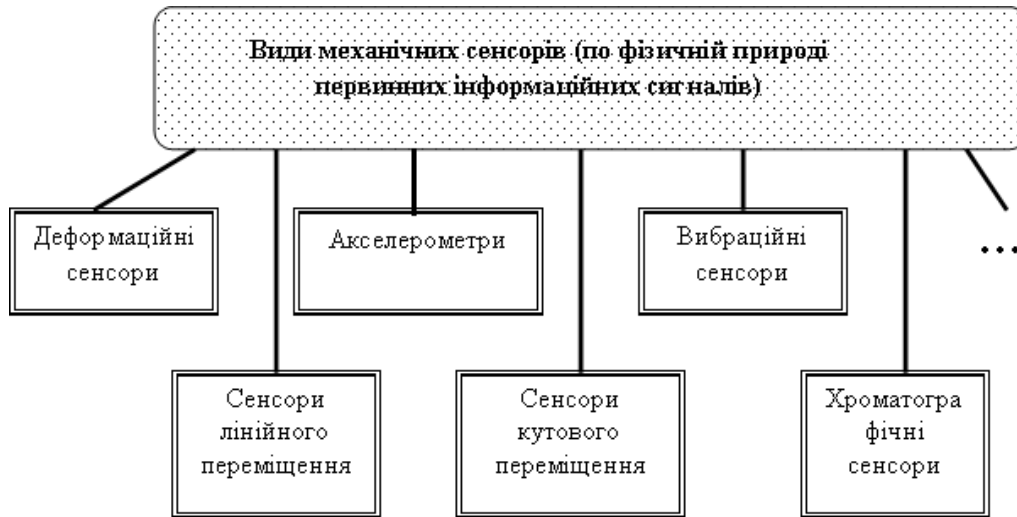 Види механічних сенсорів (по фізичній природі
первинних інформаційних сигналів)
Деформаційні
сенсори
Акселерометри
Вибраційні
сенсори
...
Сенсори
лінійного
переміщення
Сенсори
кутового
переміщення
Хроматогра
фічні
сенсори